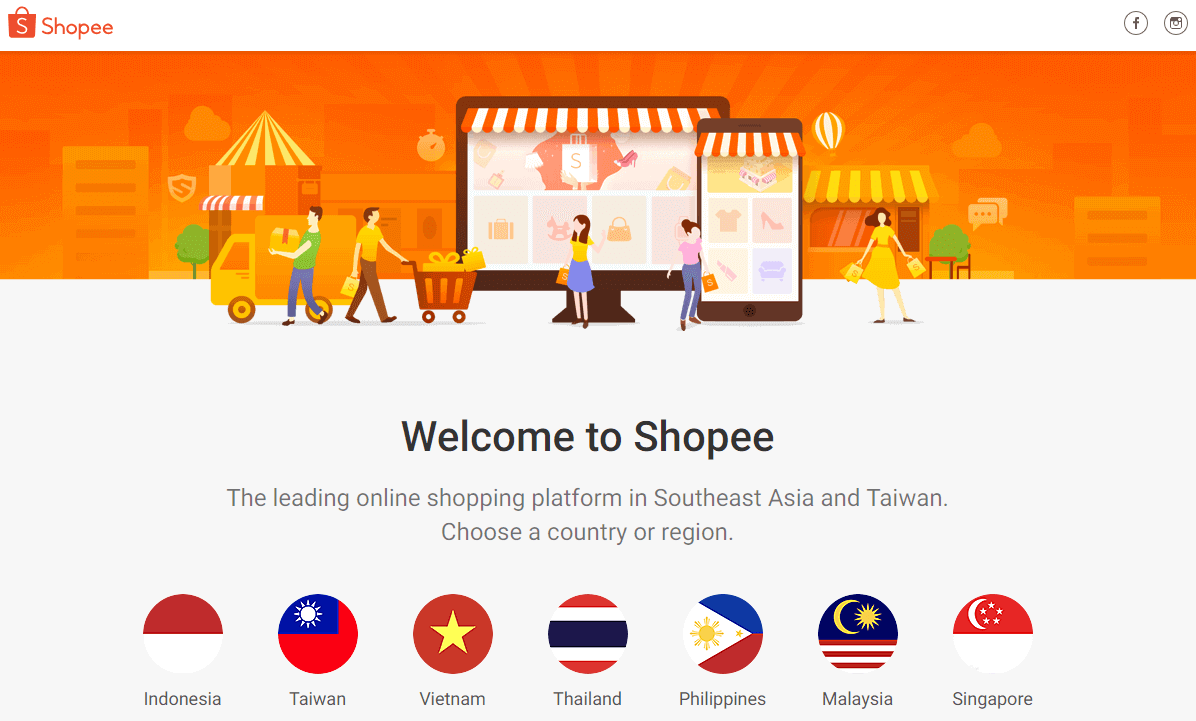 Shopee
Welcome to Shopee
The leading online shopping platform in Southeast Asia and Taiwan.
Choose a country or region.
Indonesia
Taiwan
Vietnam
Thailand
Philippines
Malaysia
Singapore